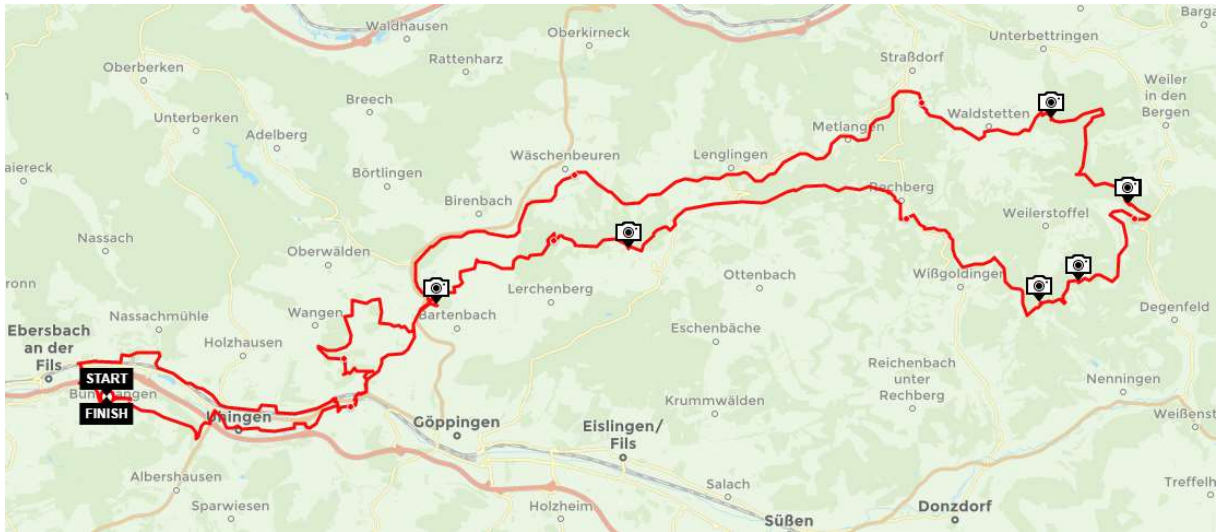 Waldhausen
Oberkirneck
Unterbettringen
Barga
Rattenharz
Straßdorf
Oberberken
Weiler
in den
Bergen
Breech
Waldstetten
Unterberken
Adelberg
Metlangen
aiereck
Wäschenbeuren
Lenglingen
Börtlingen
Rechberg
Birenbach
Weilerstoffel
Nassach
Oberwälden
Ottenbach
Wißgoldingen
ronn
Lerchenberg
Degenfeld
Nassachmühle
Wangen
Bartenbach
Eschenbäche
Ebersbach
an der
Fils
Holzhausen
Reichenbach
unter
Rechberg
Nenningen
START
FINISH
Krummwälden
Uhingen
Göppingen
Eislingen/
Fils
Weißenst
Albershausen
Salach
Treffelh
Sparwiesen
Holzheim
Süßen
Donzdorf